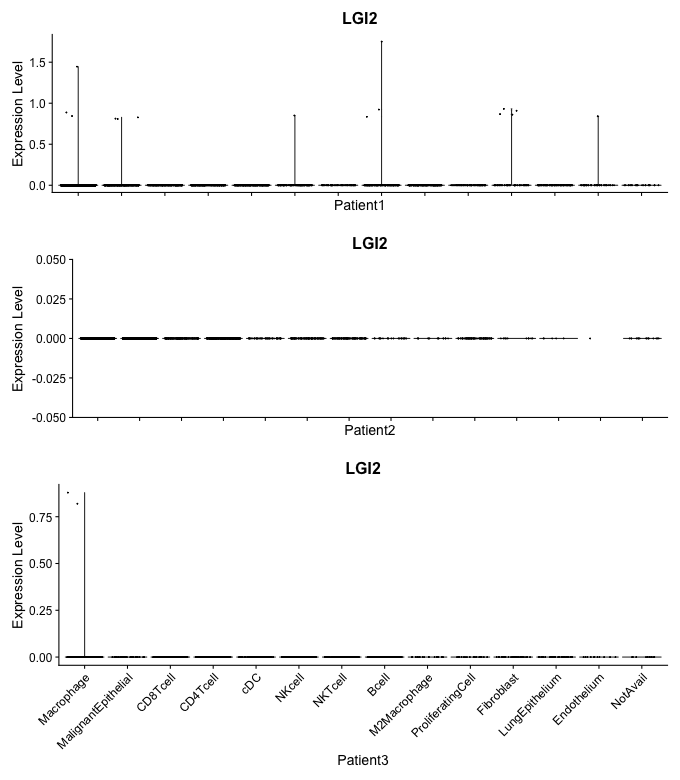 LGI2
Expression Level
1.5
1.0
0.5
0.0
Patient1
LGI2
Expression Level
0.050
0.025
0.000
-0.025
-0.050
Patient2
LGI2
Expression Level
0.75
0.50
0.25
0.00
Macrophage
MalignantEpithelial
CD8Tcell
CD4Tcell
cDC
NKcell
NKTcell
Bcell
M2Macrophage
ProliferatingCell
Fibroblast
LungEpithelium
Endothelium
NotAvail
Patient3